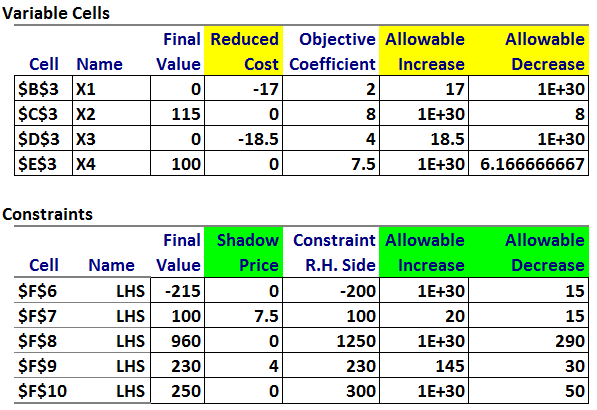 Variable Cells
Final Reduced Objective Allowable Allowable
Cell Name Value Cost Coefficient Increase Decrease
$B$3 X1 0 -17 2 17 1E+30
$C$3 X2 115 0 8 1E+30 8
$D$3 X3 0 -18.5 4 18.5 1E+30
$E$3 X4 100 0 7.5 1E+30 6.166666667
Constraints
Final Shadow Constraint Allowable Allowable
Cell Name Value Price R.H. Side Increase Decrease
$F$6 LHS -215 0 -200 1E+30 15
$F$7 LHS 100 7.5 100 20 15
$F$8 LHS 960 0 1250 1E+30 290
$F$9 LHS 230 4 230 145 30
$F$10 LHS 250 0 300 1E+30 50